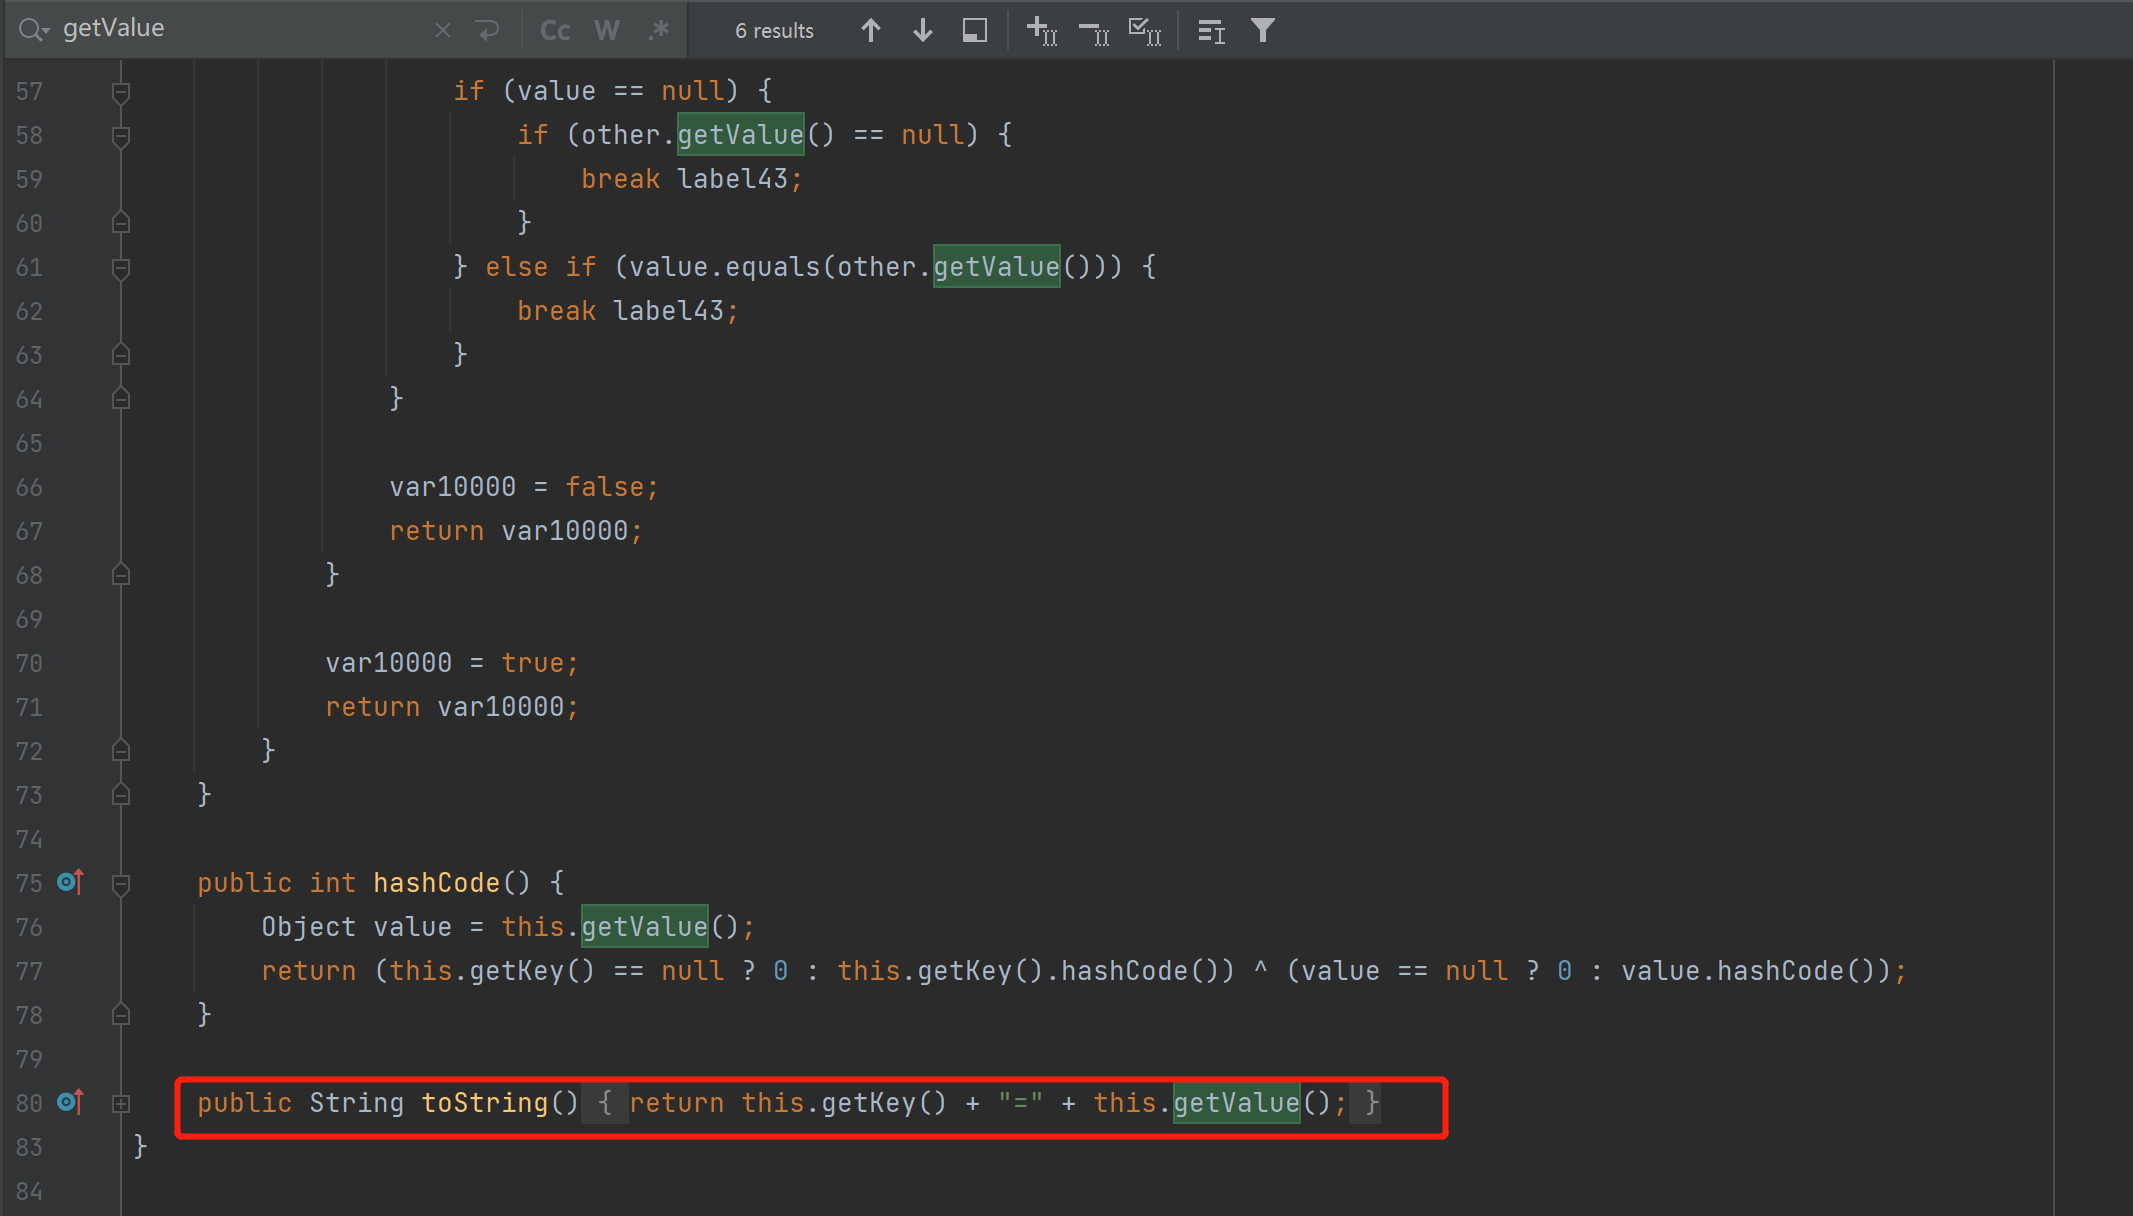 getValue Cc W .* 6 results
57 if (value == null) {
58 if (other.getValue() == null) {
59 break label43;
60 }
61 } else if (value.equals(other.getValue())) {
62 break label43;
63 }
64 }
65
66 var10000 = false;
67 return var10000;
68 }
69
70 var10000 = true;
71 return var10000;
72 }
73 }
74
75 public int hashCode() {
76 Object value = this.getValue();
77 return (this.getKey() == null ? 0 : this.getKey().hashCode()) ^ (value == null ? 0 : value.hashCode());
78 }
79
80 public String toString() { return this.getKey() + "=" + this.getValue(); }
83 }
84